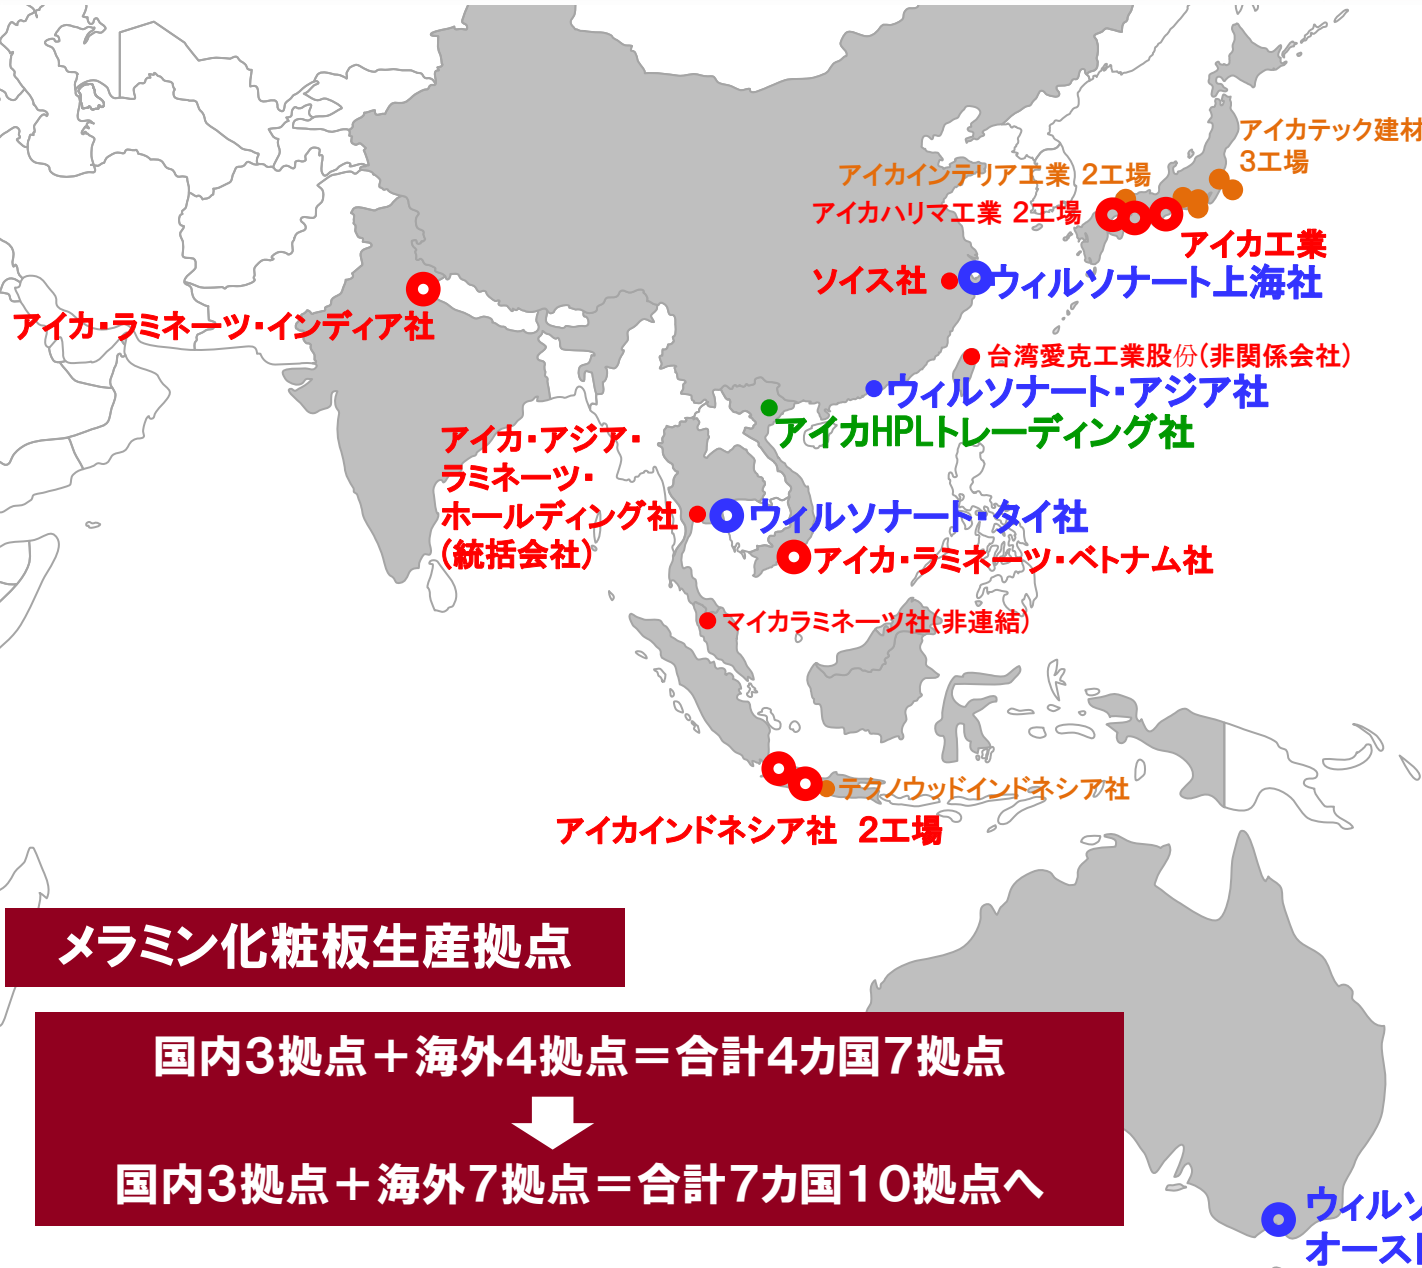 アイカテック建材
3工場
アイカインテリア工業 2工場
アイカハリマ工業 2工場
アイカ工業
ソイス社
ウィルソナート上海社
アイカ・ラミネーツ・インディア社
台湾愛克工業股份(非関係会社)
ウィルソナート・アジア社
アイカHPLトレーディング社
アイカ・アジア・
ラミネーツ・
ホールディング社
(統括会社)
ウィルソナート・タイ社
アイカ・ラミネーツ・ベトナム社
マイカラミネーツ社(非連結)
テクノウッドインドネシア社
アイカインドネシア社 2工場
メラミン化粧板生産拠点
国内3拠点＋海外4拠点＝合計4カ国7拠点
国内3拠点＋海外7拠点＝合計7カ国10拠点へ
ウィルソ
オースト